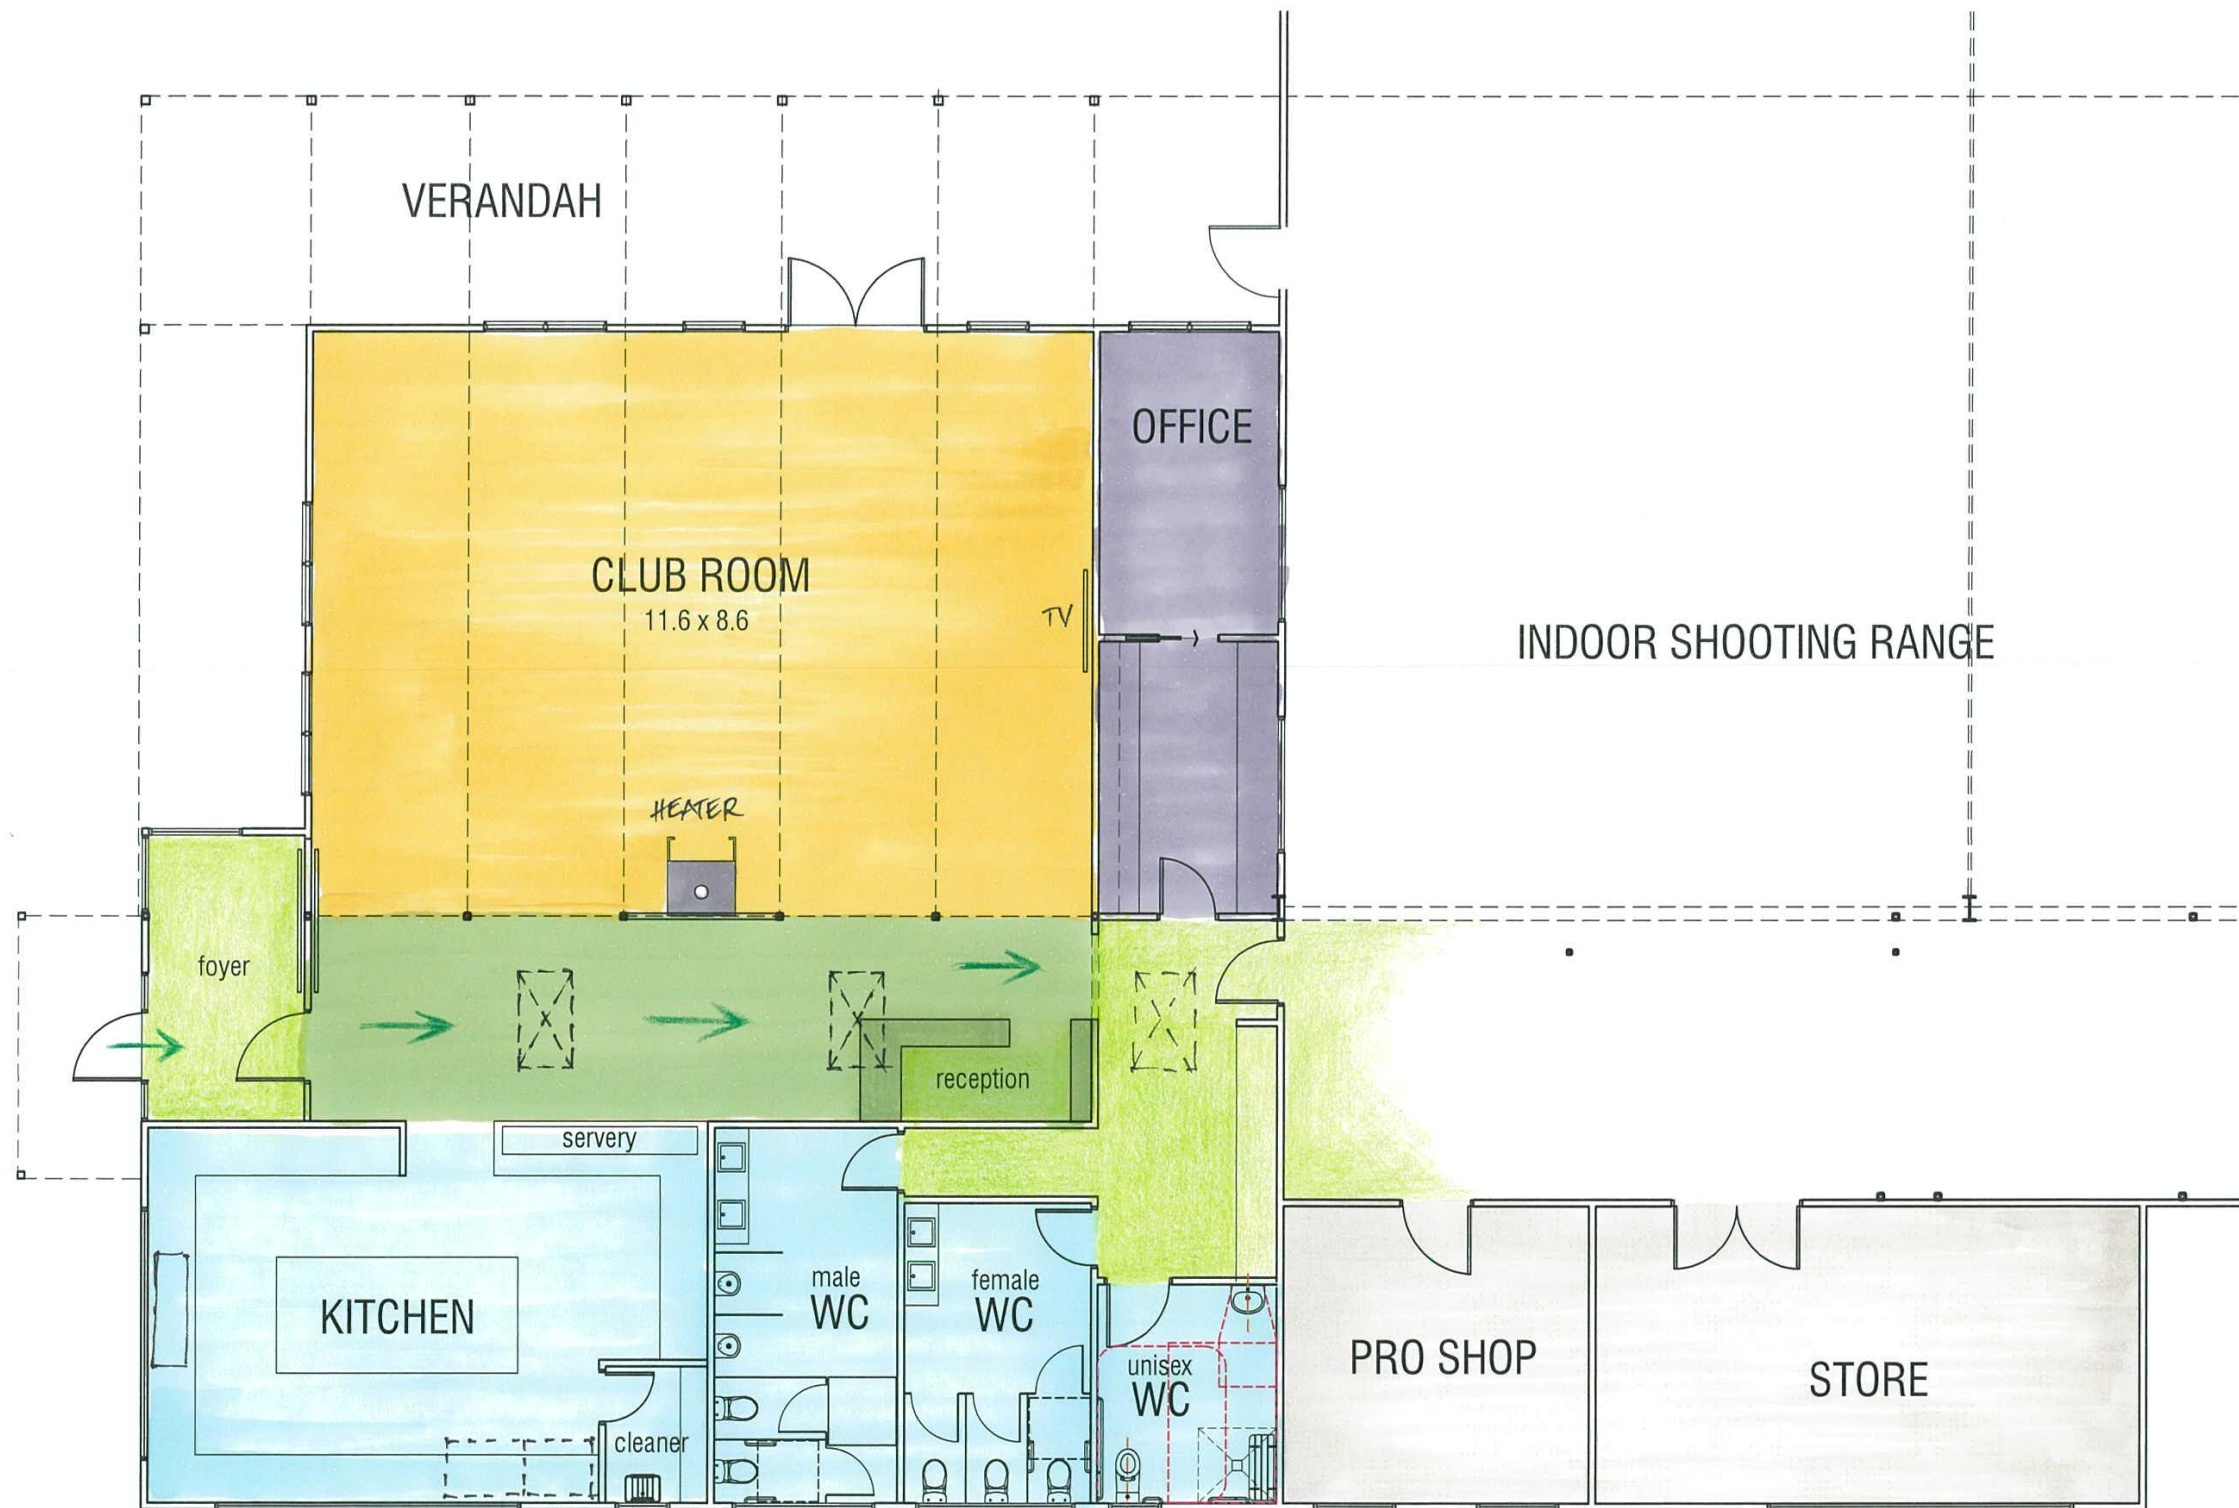 VERANDAH
OFFICE
CLUB ROOM
11.6 x 8.6
TV
INDOOR SHOOTING RANGE
HEATER
foyer
reception
servery
KITCHEN
male
WC
female
WC
unisex
WC
cleaner
PRO SHOP
STORE